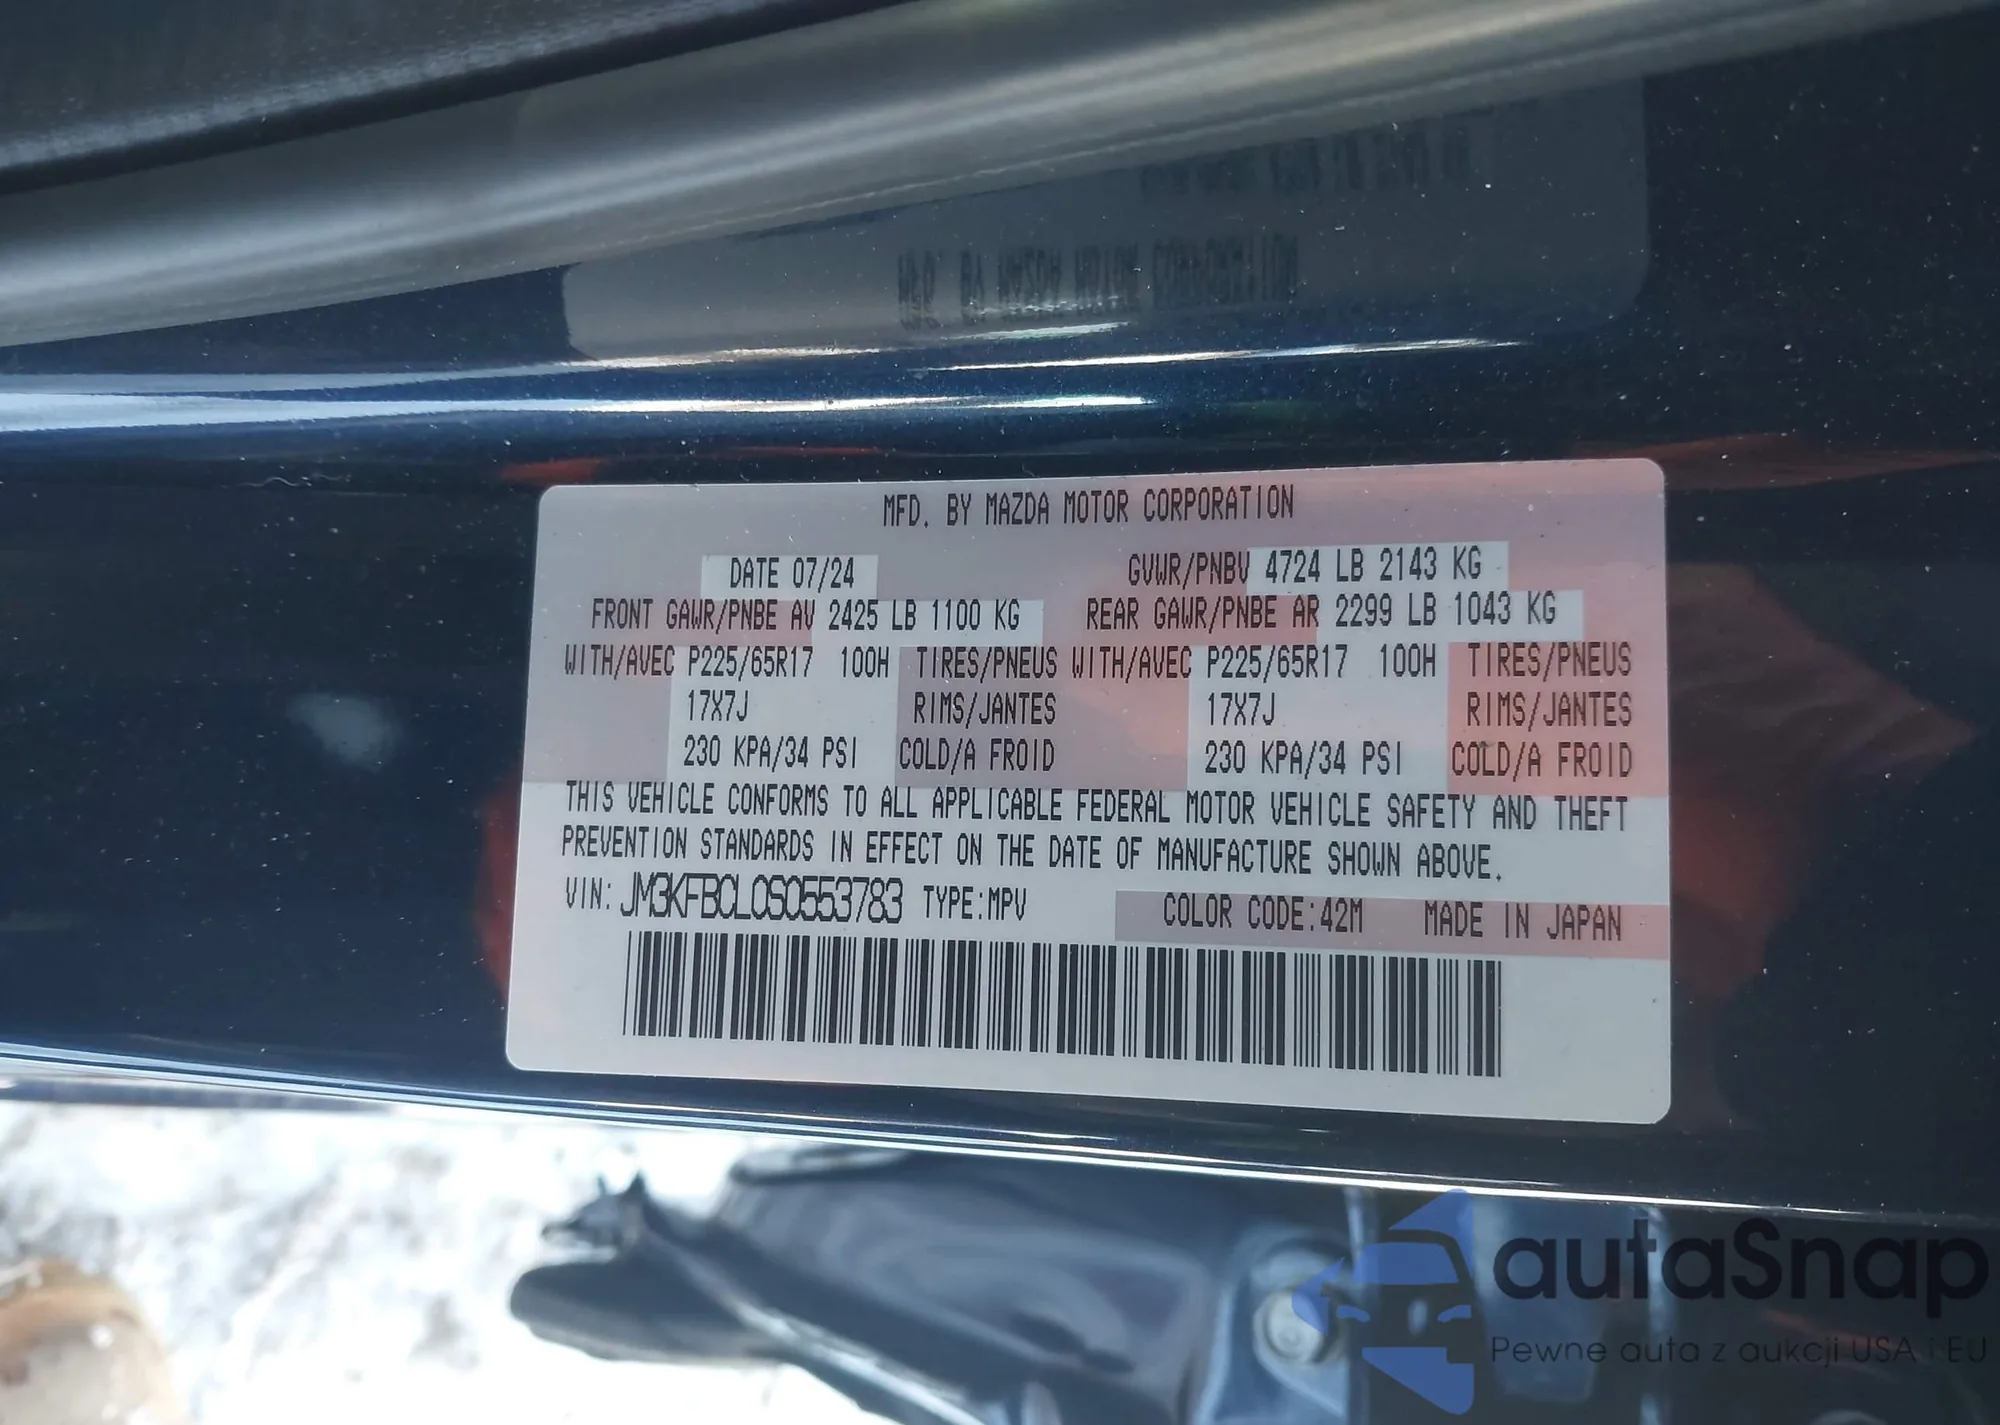 MFD. BY MAZDA MOTOR CORPORATION
DATE 07/24 GVWR/PNBV 4724 LB 2143 KG
FRONT GAWR/PNBE AV 2425 LB 1100 KG REAR GAWR/PNBE AR 2299 LB 1043 KG
WITH/AVEC P225/65R17 100H TIRES/PNEUS WITH/AVEC P225/65R17 100H TIRES/PNEUS
17X7J RIMS/JANTES 17X7J RIMS/JANTES
230 KPA/34 PSI COLD/A FROID 230 KPA/34 PSI COLD/A FROID
THIS VEHICLE CONFORMS TO ALL APPLICABLE FEDERAL MOTOR VEHICLE SAFETY AND THEFT
PREVENTION STANDARDS IN EFFECT ON THE DATE OF MANUFACTURE SHOWN ABOVE.
VIN: JM3KFBCL0S0553783 TYPE:MPV COLOR CODE:42M MADE IN JAPAN
autaSnap
Pewne auta z aukcji USA i EU